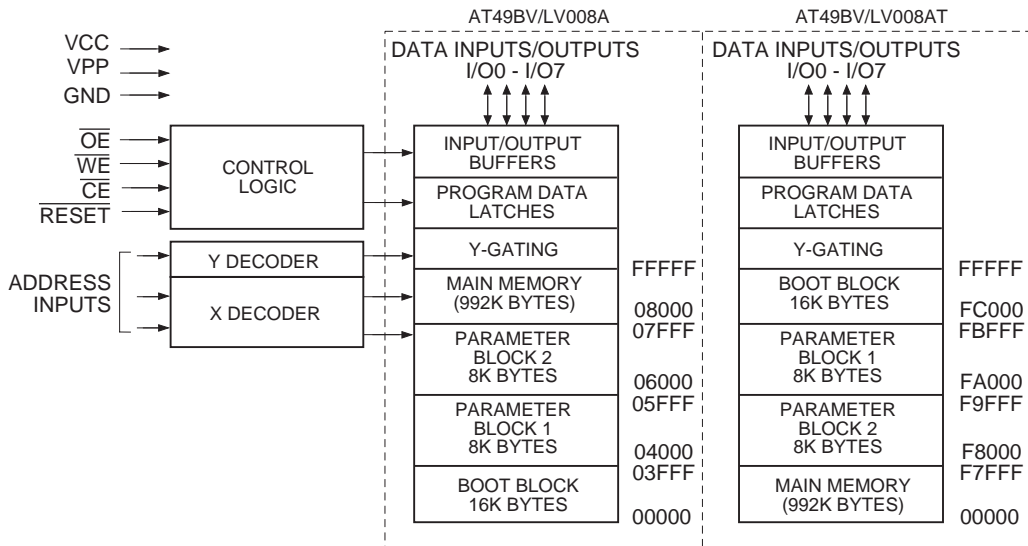 AT49BV/LV008A
AT49BV/LV008AT
VCC
VPP
GND
OE
WE
CE
RESET
ADDRESS
INPUTS
CONTROL
LOGIC
Y DECODER
X DECODER
DATA INPUTS/OUTPUTS
I/O0 - I/O7
INPUT/OUTPUT
BUFFERS
PROGRAM DATA
LATCHES
Y-GATING
MAIN MEMORY
(992K BYTES)
PARAMETER
BLOCK 2
8K BYTES
PARAMETER
BLOCK 1
8K BYTES
BOOT BLOCK
16K BYTES
FFFFF
08000
07FFF
06000
05FFF
04000
03FFF
00000
DATA INPUTS/OUTPUTS
I/O0 - I/O7
INPUT/OUTPUT
BUFFERS
PROGRAM DATA
LATCHES
Y-GATING
BOOT BLOCK
16K BYTES
PARAMETER
BLOCK 1
8K BYTES
PARAMETER
BLOCK 2
8K BYTES
MAIN MEMORY
(992K BYTES)
FFFFF
FC000
FBFFF
FA000
F9FFF
F8000
F7FFF
00000